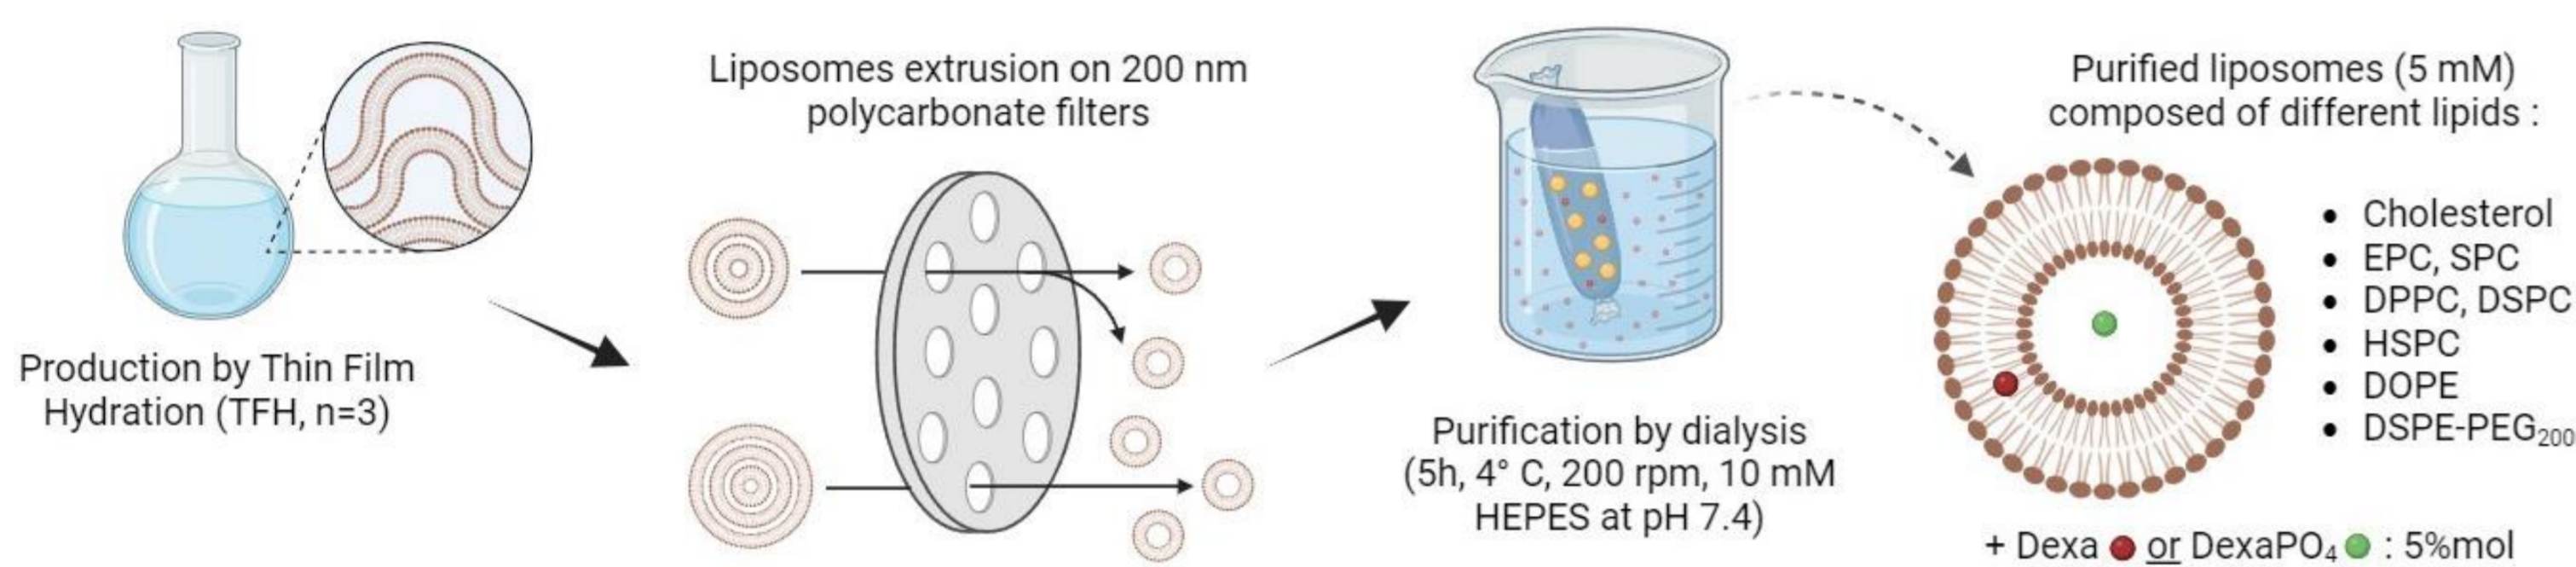 Production by Thin Film
Hydration (TFH, n=3)
Liposomes extrusion on 200 nm
polycarbonate filters
Purification by dialysis
(5h, 4° C, 200 rpm, 10 mM
HEPES at pH 7.4)
Purified liposomes (5 mM)
composed of different lipids :
• Cholesterol
• EPC, SPC
• DPPC, DSPC
• HSPC
• DOPE
• DSPE-PEG₂₀₀
+ Dexa or DexaPO₄ : 5%mol